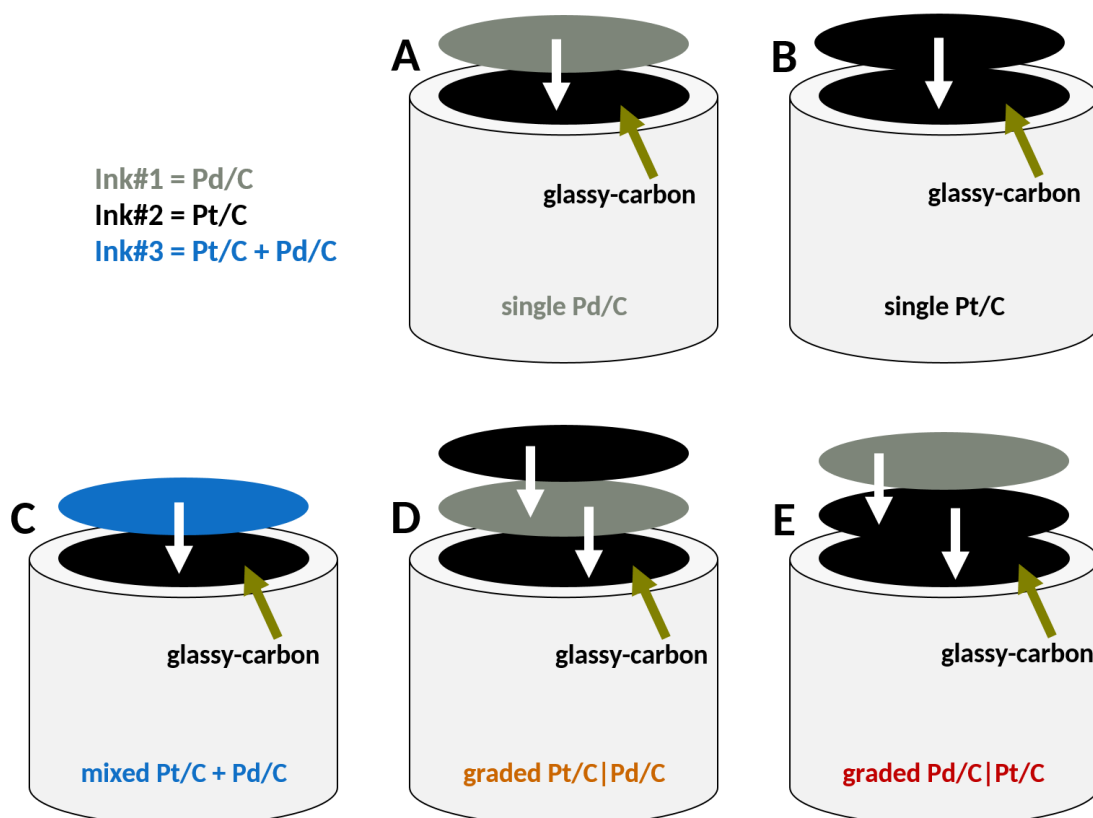 A
B
glassy-carbon
glassy-carbon
Ink#1 = Pd/C
Ink#2 = Pt/C
Ink#3 = Pt/C + Pd/C
single Pd/C
single Pt/C
C
D
E
glassy-carbon
glassy-carbon
glassy-carbon
mixed Pt/C + Pd/C
graded Pt/C|Pd/C
graded Pd/C|Pt/C